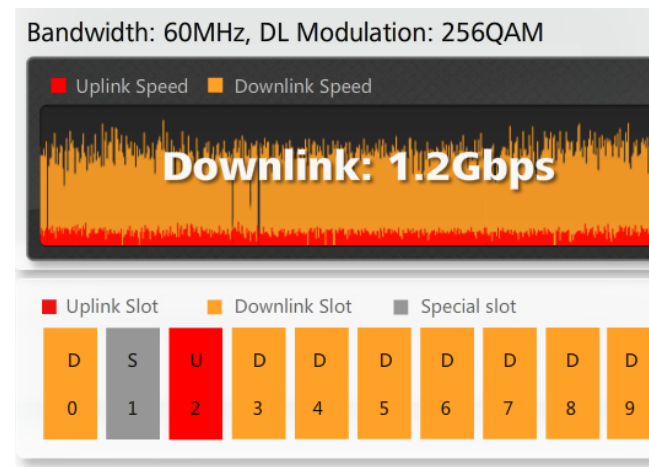 Bandwidth: 60MHz, DL Modulation: 256QAM
Uplink Speed Downlink Speed
Downlink: 1.2Gbps
Uplink Slot Downlink Slot Special slot
D S U D D D D D D D
0 1 2 3 4 5 6 7 8 9